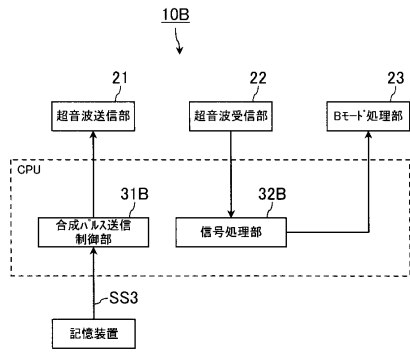 10B
21
22
23
超音波送信部
超音波受信部
Bモード処理部
CPU
31B
32B
合成パルス送信
制御部
信号処理部
SS3
記憶装置